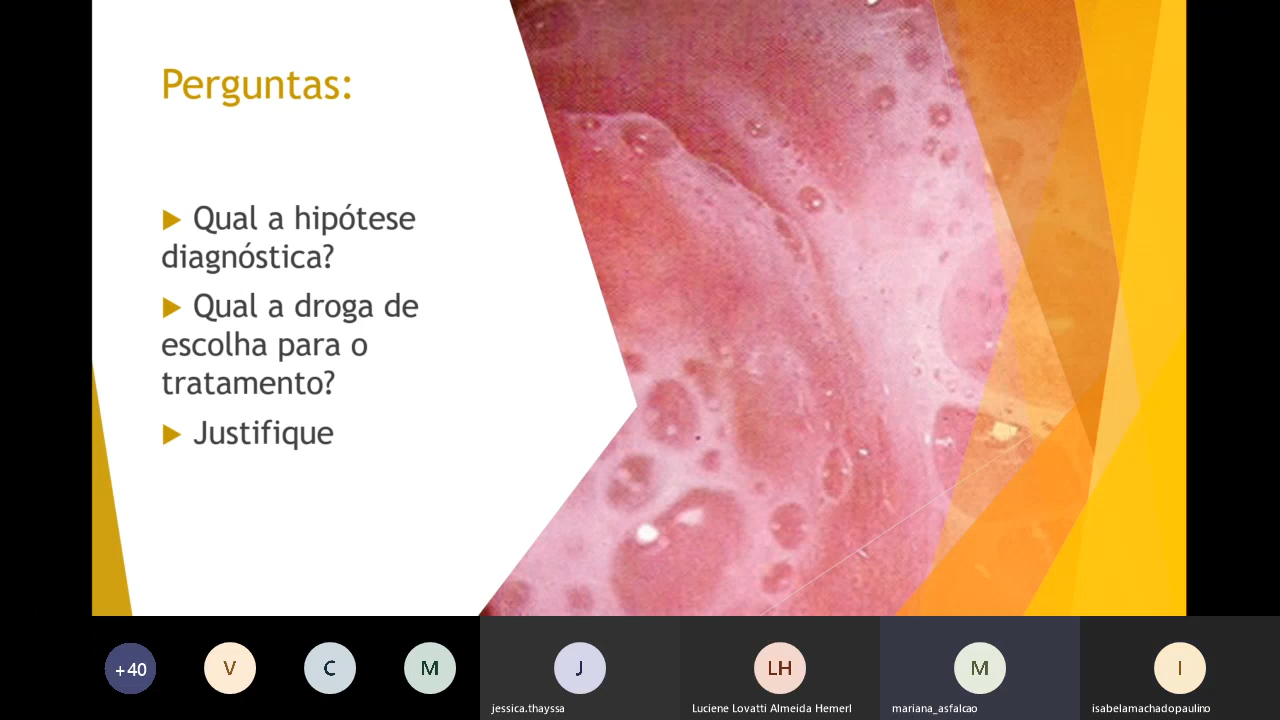 Perguntas:
Qual a hipótese
diagnóstica?
Qual a droga de
escolha para o
tratamento?
Justifique
+40
V
C
M
J
LH
M
I
jessica.thayssa
Luciene Lovatti Almeida Hemerl
mariana_asfalcao
isabelamachadopaulino